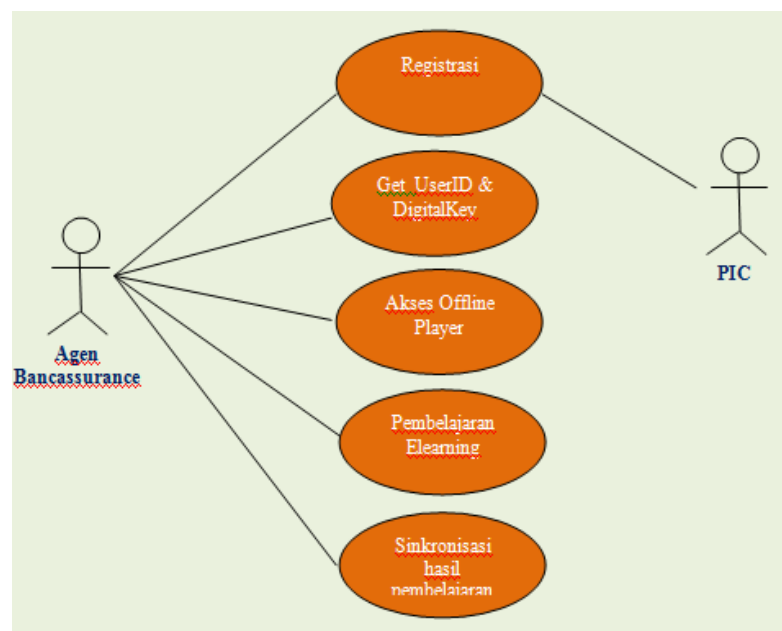 Registrasi
Get UserID &
DigitalKey
Akses Offline
Player
Pembelajaran
Elearning
Sinkronisasi
hasil
pembelajaran
Agen
Bancassurance
PIC